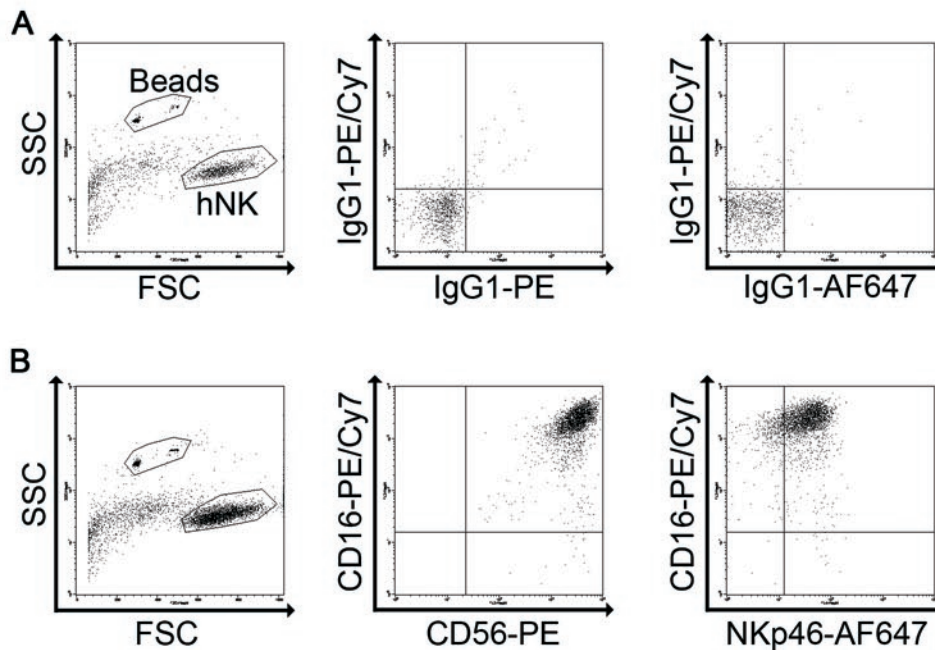 A
SSC
Beads
hNK
FSC
IgG1-PE/Cy7
IgG1-PE
IgG1-PE/Cy7
IgG1-AF647
B
SSC
FSC
CD16-PE/Cy7
CD56-PE
CD16-PE/Cy7
NKp46-AF647